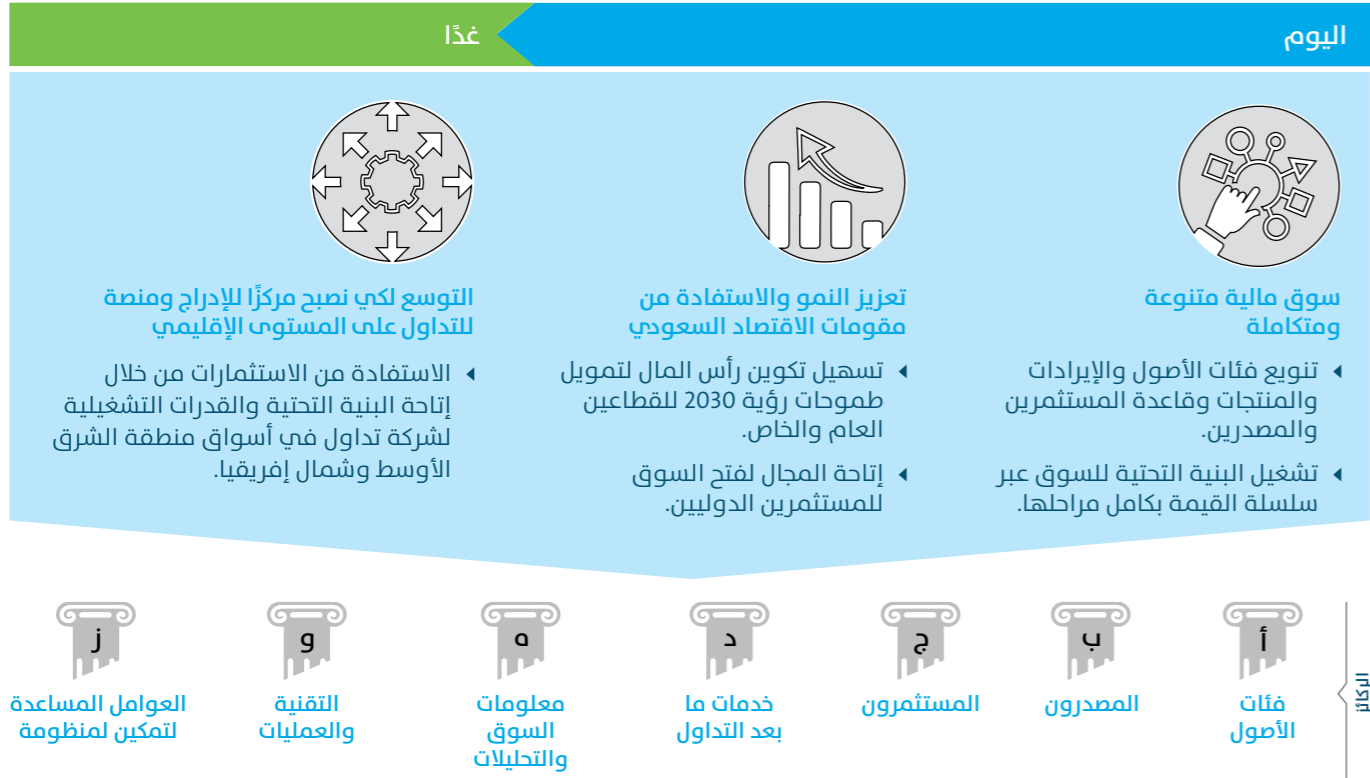 اليوم
غدًا
سوق مالية متنوعة
ومتكاملة
تنويع فئات الأصول والإيرادات
والمنتجات وقاعدة المستثمرين
والمصدرين.
تشغيل البنية التحتية للسوق عبر
سلسلة القيمة بكامل مراحلها.
تعزيز النمو والاستفادة من
مقومات الاقتصاد السعودي
تسهيل تكوين رأس المال لتمويل
طموحات رؤية 2030 للقطاعين
العام والخاص.
إتاحة المجال لفتح السوق
للمستثمرين الدوليين.
التوسع لكي نصبح مركزًا للإدراج ومنصة
للتداول على المستوى الإقليمي
الاستفادة من الاستثمارات من خلال
إتاحة البنية التحتية والقدرات التشغيلية
لشركة تداول في أسواق منطقة الشرق
الأوسط وشمال إفريقيا.
الركائز
أ
فئات
الأصول
ب
المصدرون
ج
المستثمرون
د
خدمات ما
بعد التداول
ه
معلومات
السوق
والتحليلات
و
التقنية
والعمليات
ز
العوامل المساعدة
لتمكين لمنظومة